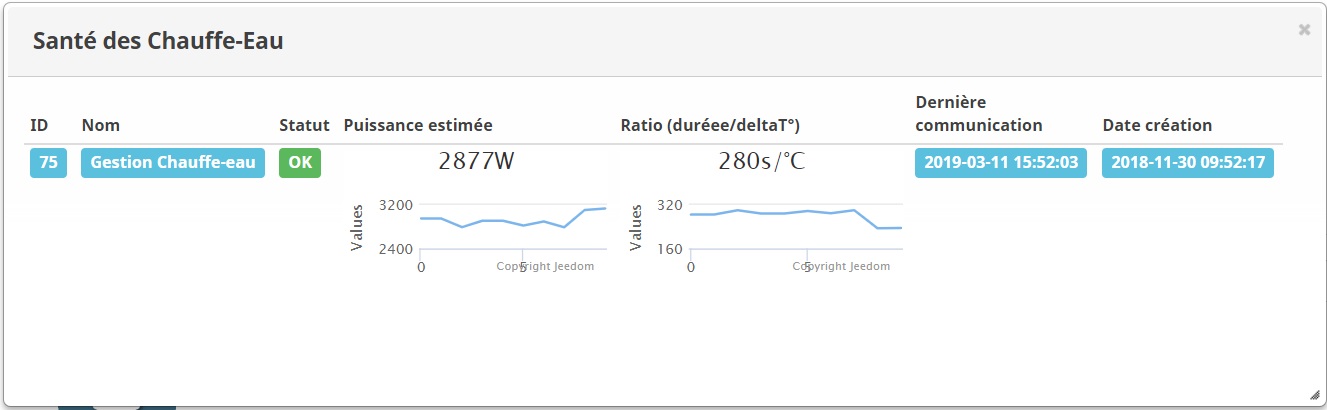 Santé des Chauffe-Eau
ID Nom Statut Puissance estimée Ratio (duréee/deltaT°) Dernière communication Date création
75 Gestion Chauffe-eau OK 2877W 280s/°C 2019-03-11 15:52:03 2018-11-30 09:52:17
Values
3200
2400
0
5
Copyright Jeedom
Values
320
160
0
5
Copyright Jeedom